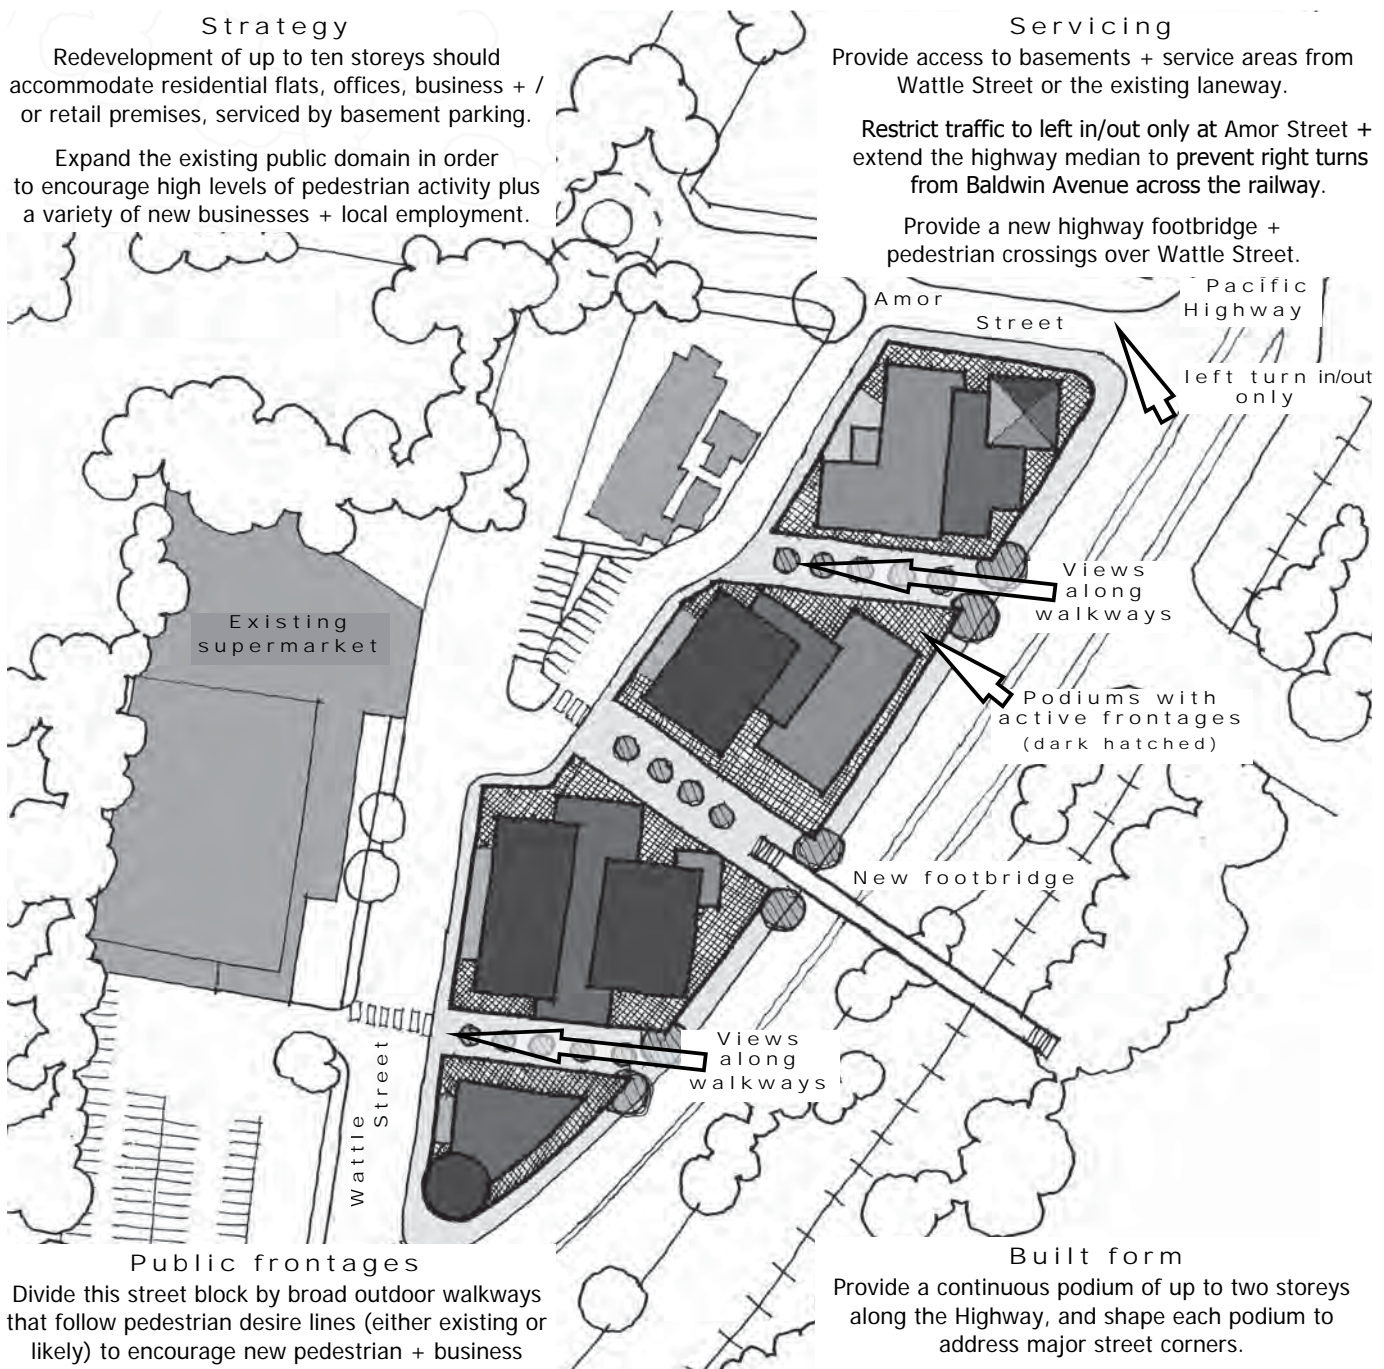 Strategy
Redevelopment of up to ten storeys should
accommodate residential flats, offices, business + /
or retail premises, serviced by basement parking.
Expand the existing public domain in order
to encourage high levels of pedestrian activity plus
a variety of new businesses + local employment.
Servicing
Provide access to basements + service areas from
Wattle Street or the existing laneway.
Restrict traffic to left in/out only at Amor Street +
extend the highway median to prevent right turns
from Baldwin Avenue across the railway.
Provide a new highway footbridge +
pedestrian crossings over Wattle Street.
Amor
Street
Pacific
Highway
left turn in/out
only
Views
along
walkways
Existing
supermarket
Podiums with
active frontages
(dark hatched)
New footbridge
Views
along
walkways
Wattle
Street
Public frontages
Divide this street block by broad outdoor walkways
that follow pedestrian desire lines (either existing or
likely) to encourage new pedestrian + business
Built form
Provide a continuous podium of up to two storeys
along the Highway, and shape each podium to
address major street corners.